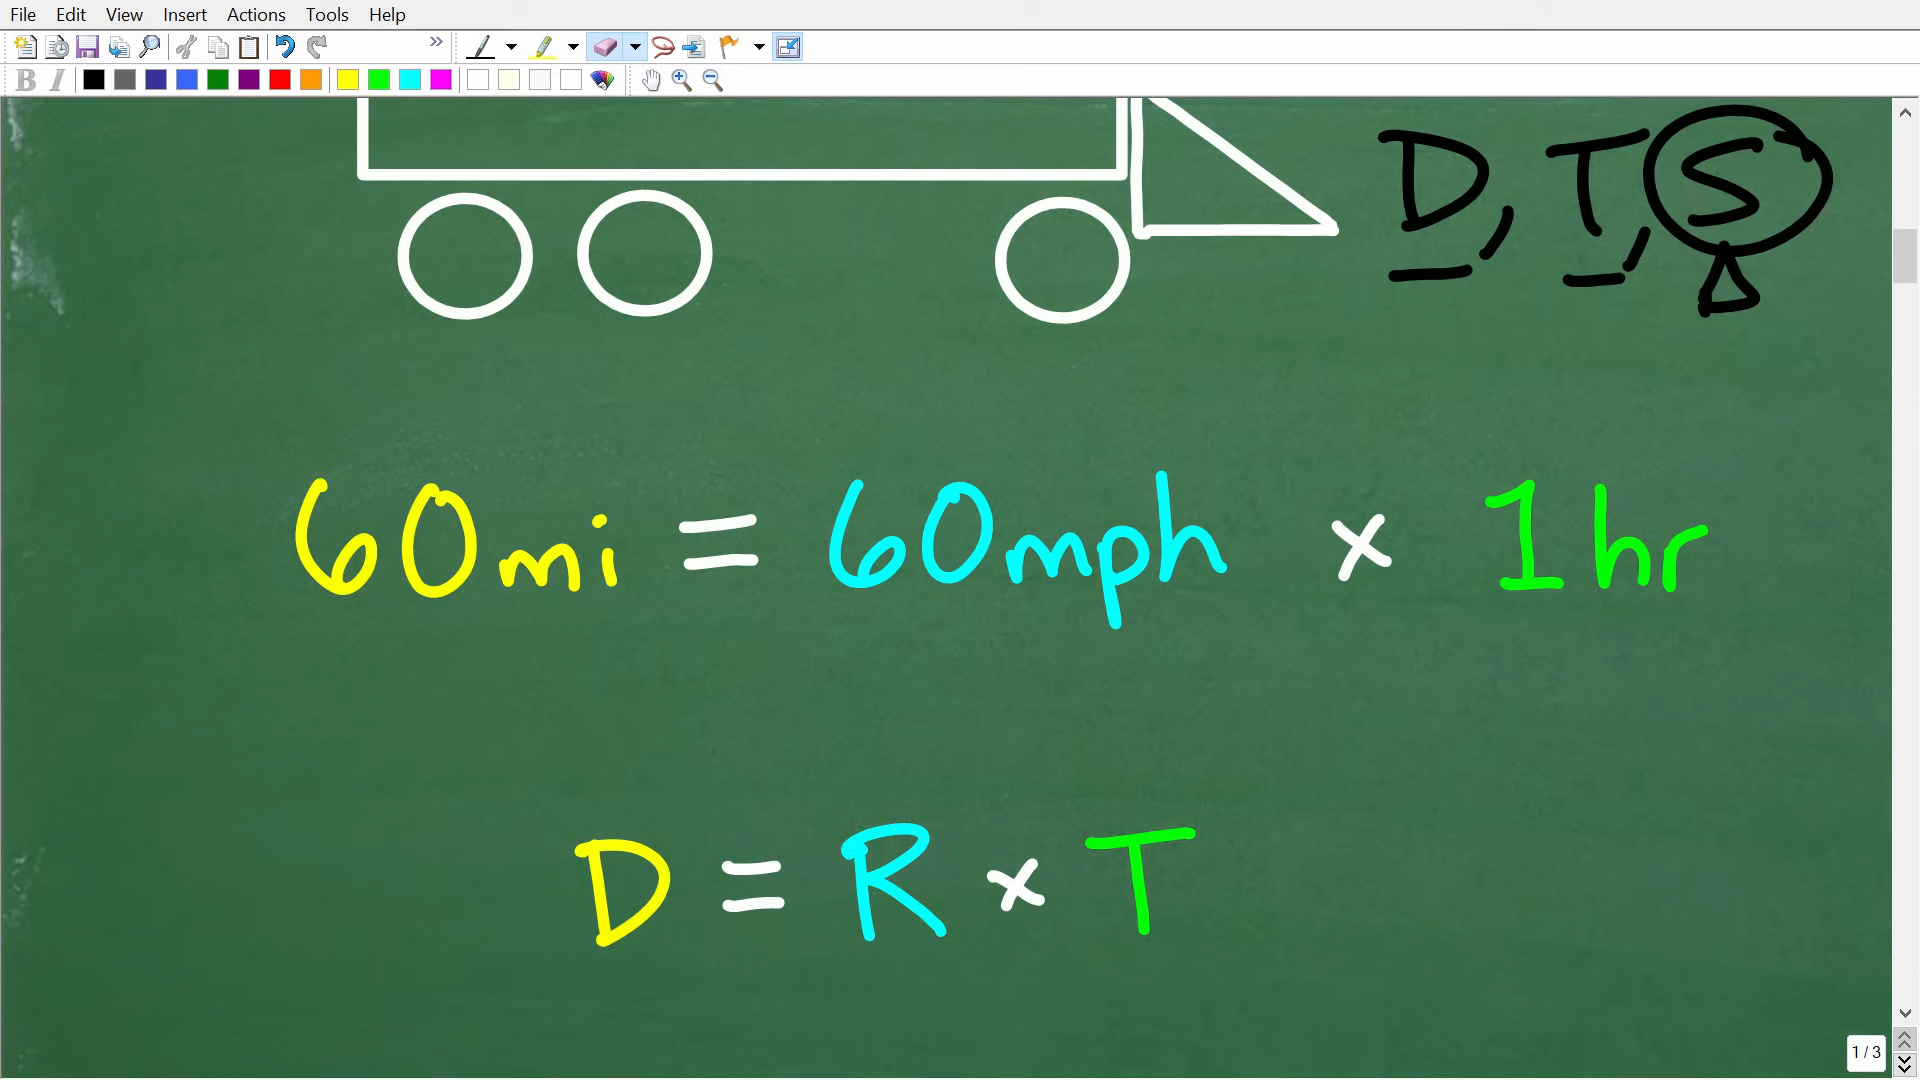 File Edit View Insert Actions Tools Help
B I
D, T, S
60mi = 60mph × 1hr
D = R × T
1 / 3